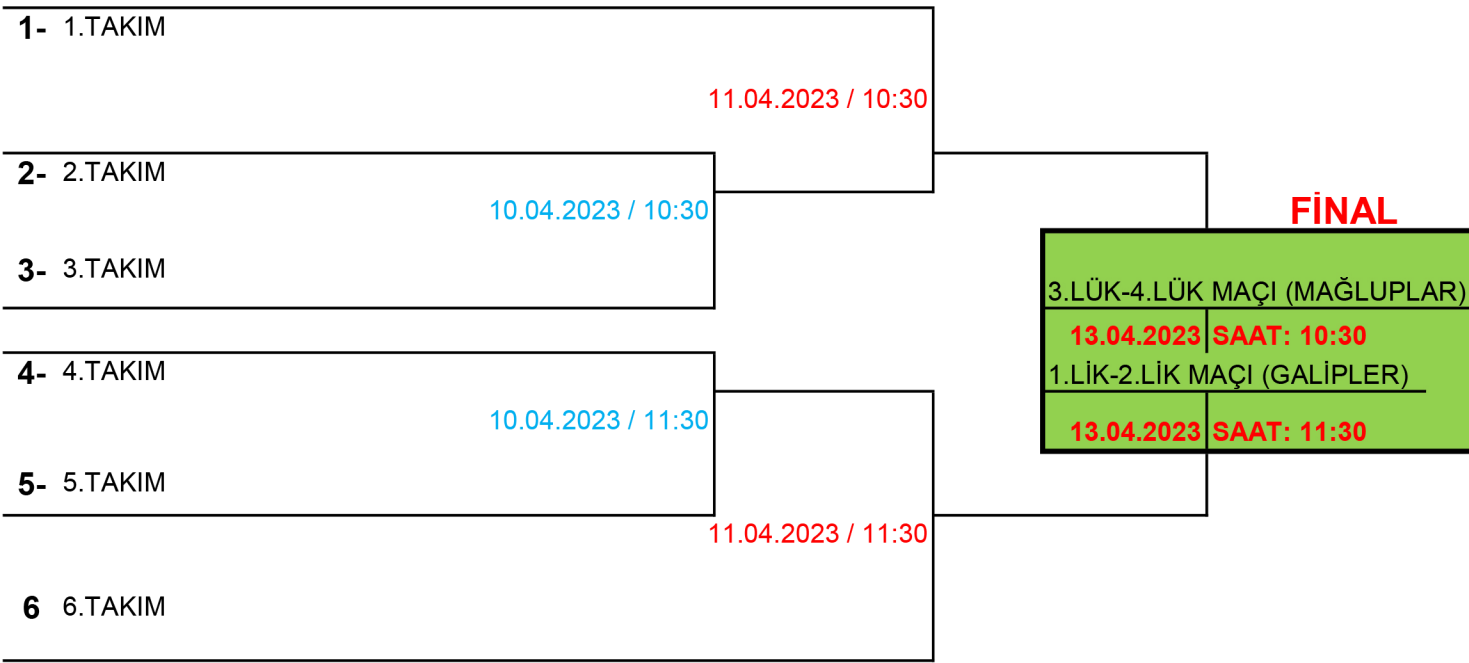 1- 1.TAKIM
11.04.2023 / 10:30
2- 2.TAKIM
10.04.2023 / 10:30
3- 3.TAKIM
FİNAL
3.LÜK-4.LÜK MAÇI (MAĞLUPLAR)
13.04.2023 SAAT: 10:30
1.LİK-2.LİK MAÇI (GALİPLER)
13.04.2023 SAAT: 11:30
4- 4.TAKIM
10.04.2023 / 11:30
5- 5.TAKIM
11.04.2023 / 11:30
6 6.TAKIM